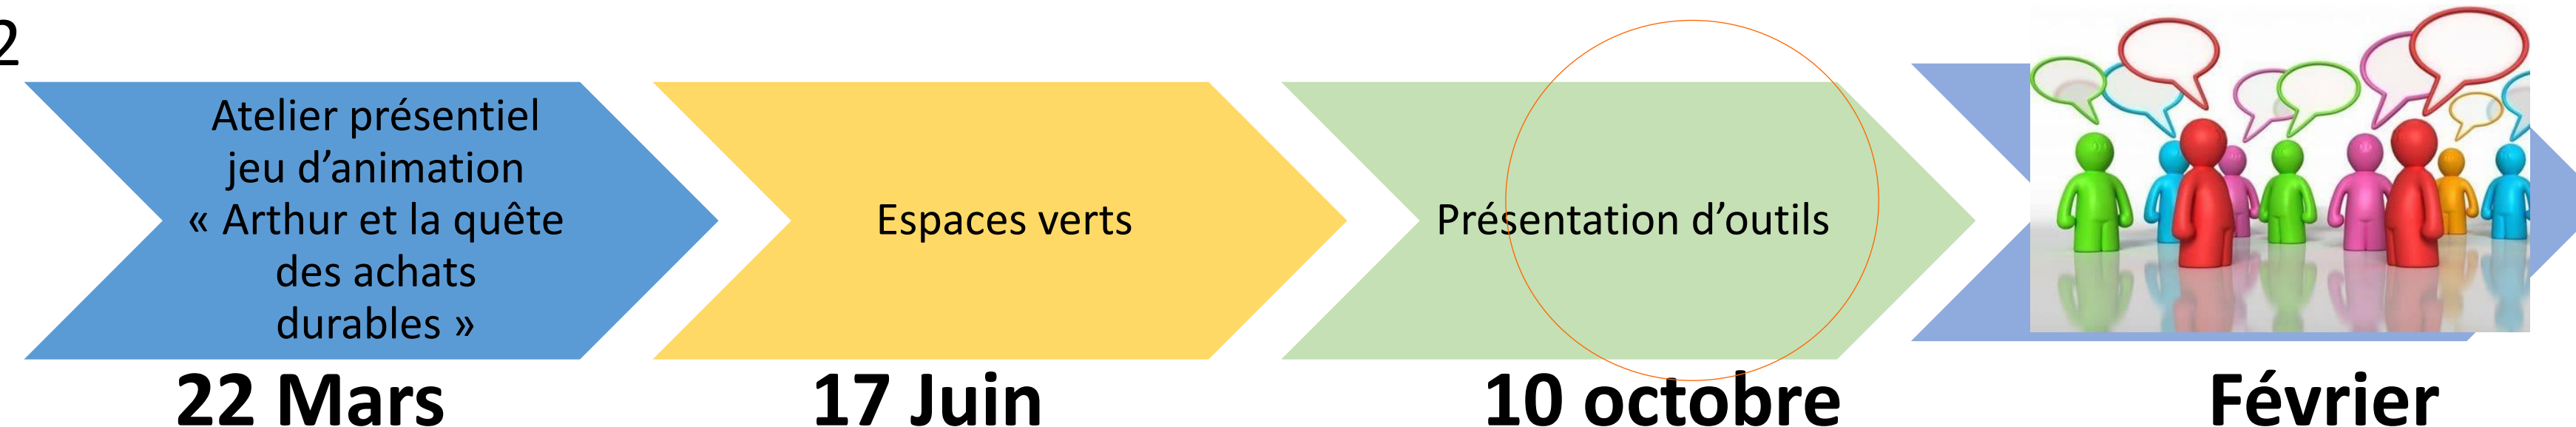 2
Atelier présentiel
jeu d’animation
« Arthur et la quête
des achats
durables »
Espaces verts
Présentation d’outils
22 Mars
17 Juin
10 octobre
Février